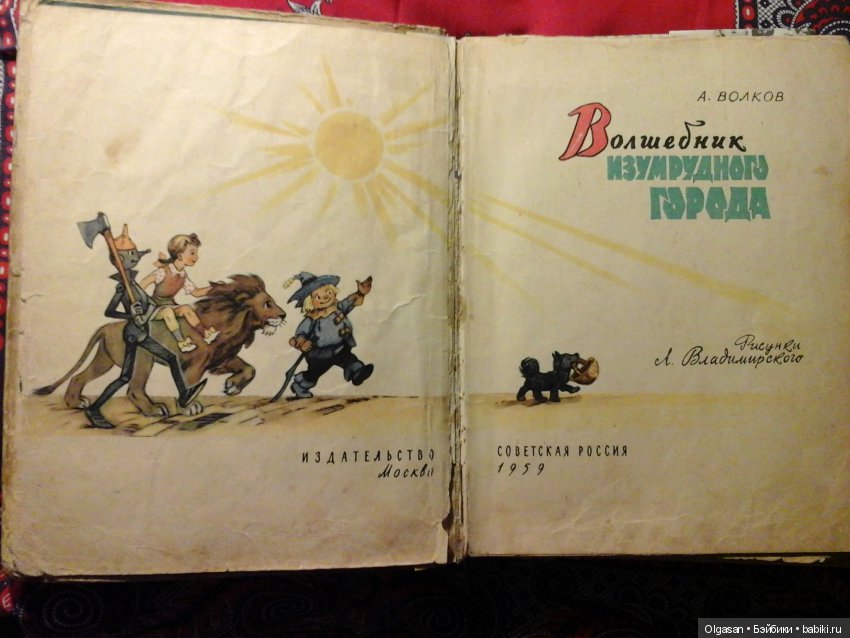 А. ВОЛКОВ
Волшебник
ИЗУМРУДНОГО
ГОРОДА
Рисунки
Л. Владимирского
ИЗДАТЕЛЬСТВО
Москва
СОВЕТСКАЯ РОССИЯ
1959
Olgasan • Бэйбики • babiki.ru